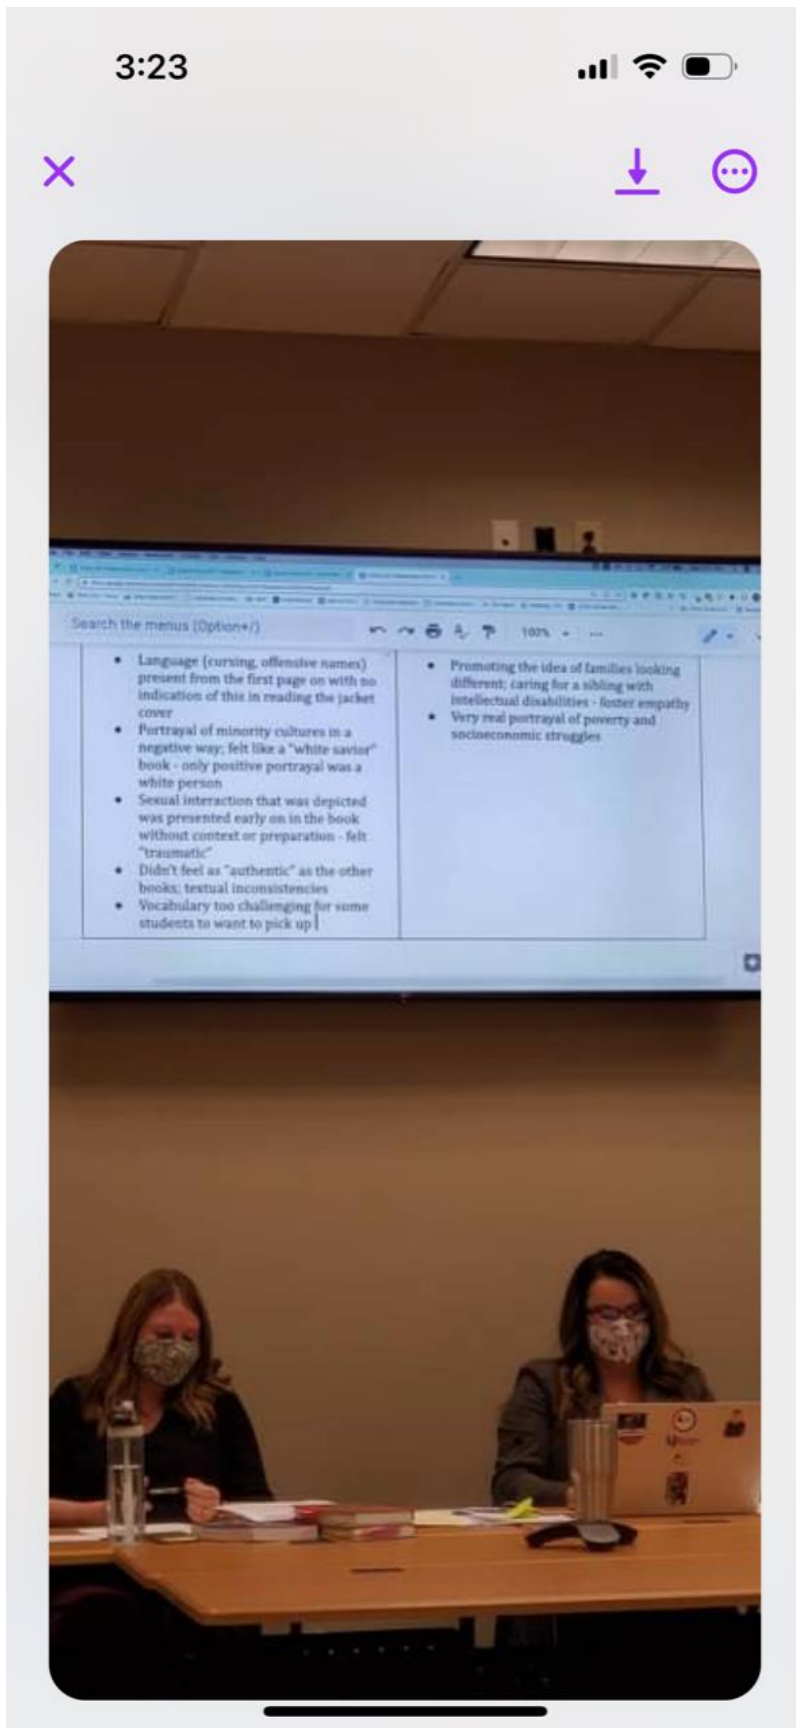 3:23
Search the menus (Option+/)
100%
• Language (cursing, offensive names)
present from the first page on with no
indication of this in reading the jacket
cover
• Portrayal of minority cultures in a
negative way; felt like a "white savior"
book - only positive portrayal was a
white person
• Sexual interaction that was depicted
was presented early on in the book
without context or preparation - felt
"traumatic"
• Didn't feel as "authentic" as the other
books; textual inconsistencies
• Vocabulary too challenging for some
students to want to pick up
• Promoting the idea of families looking
different; caring for a sibling with
intellectual disabilities - foster empathy
• Very real portrayal of poverty and
socioeconomic struggles